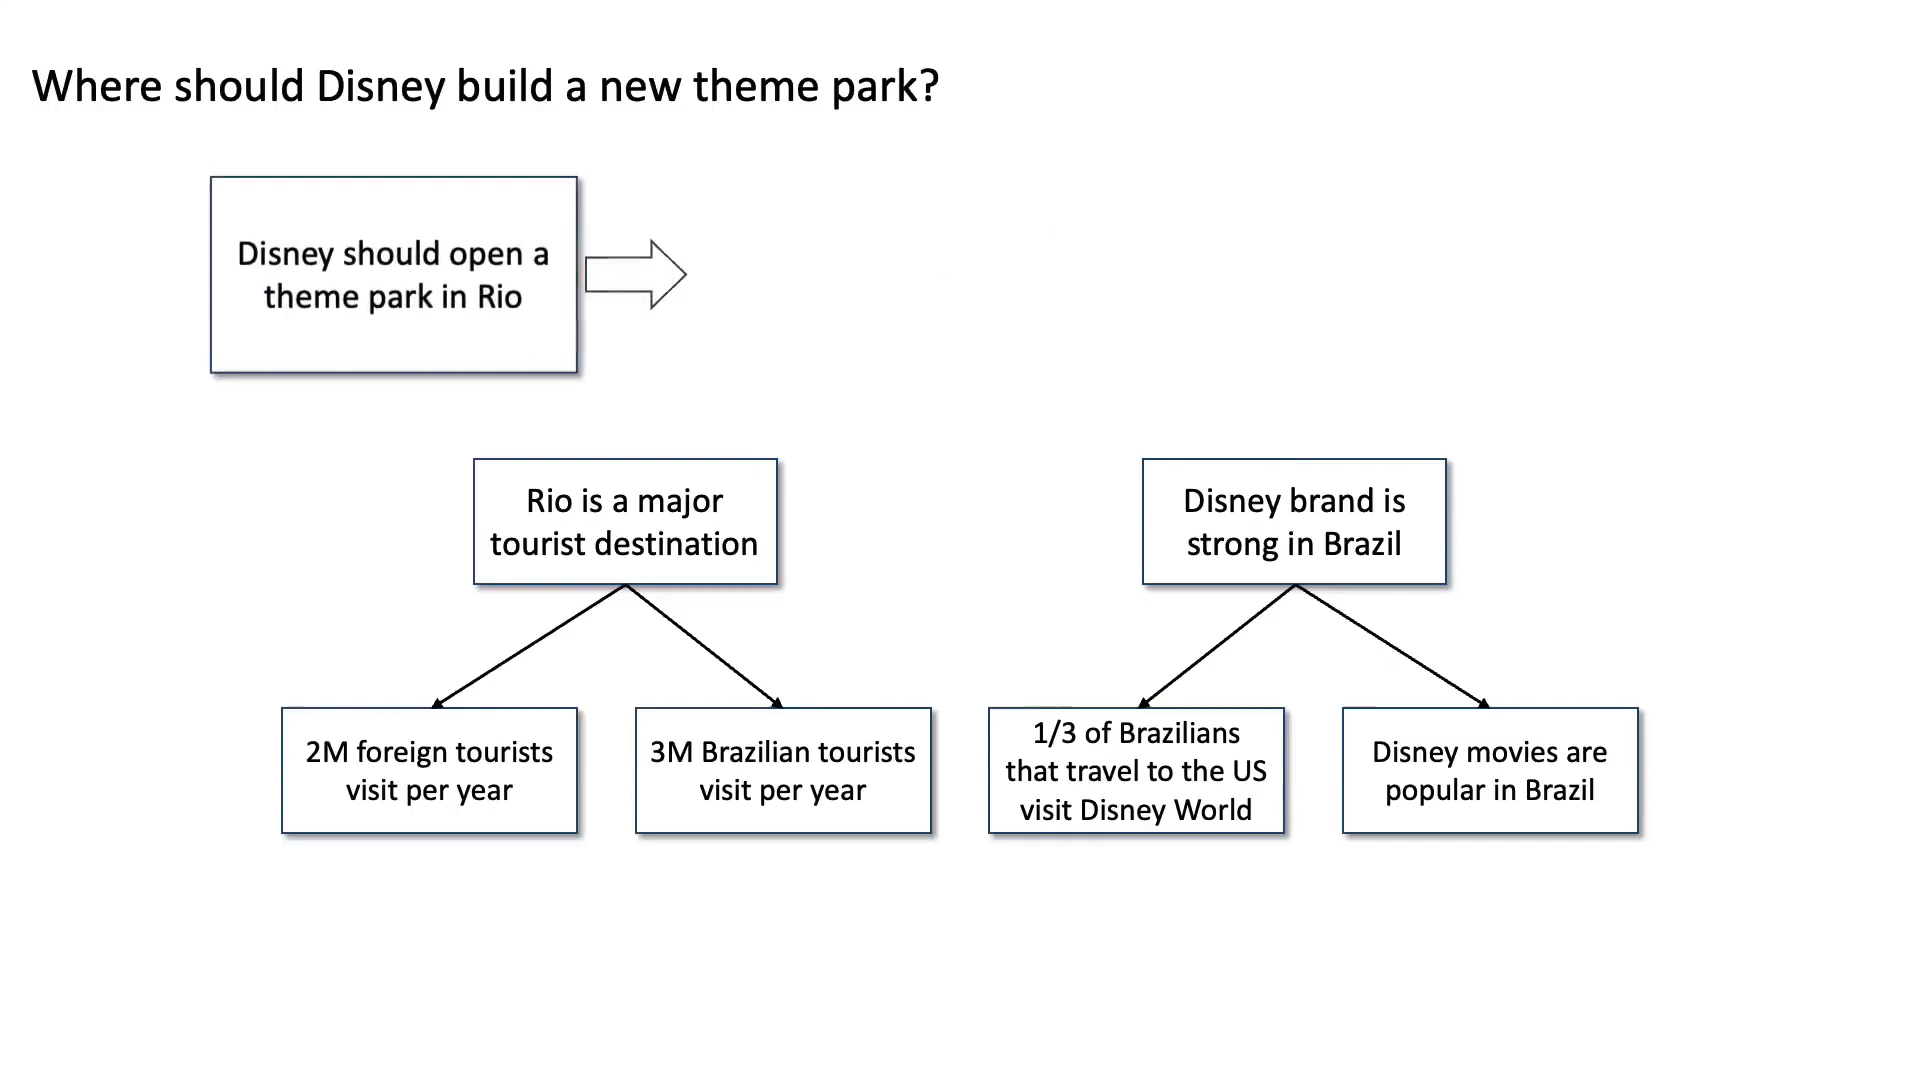 Where should Disney build a new theme park?
Disney should open a
theme park in Rio
Rio is a major
tourist destination
Disney brand is
strong in Brazil
2M foreign tourists
visit per year
3M Brazilian tourists
visit per year
1/3 of Brazilians
that travel to the US
visit Disney World
Disney movies are
popular in Brazil